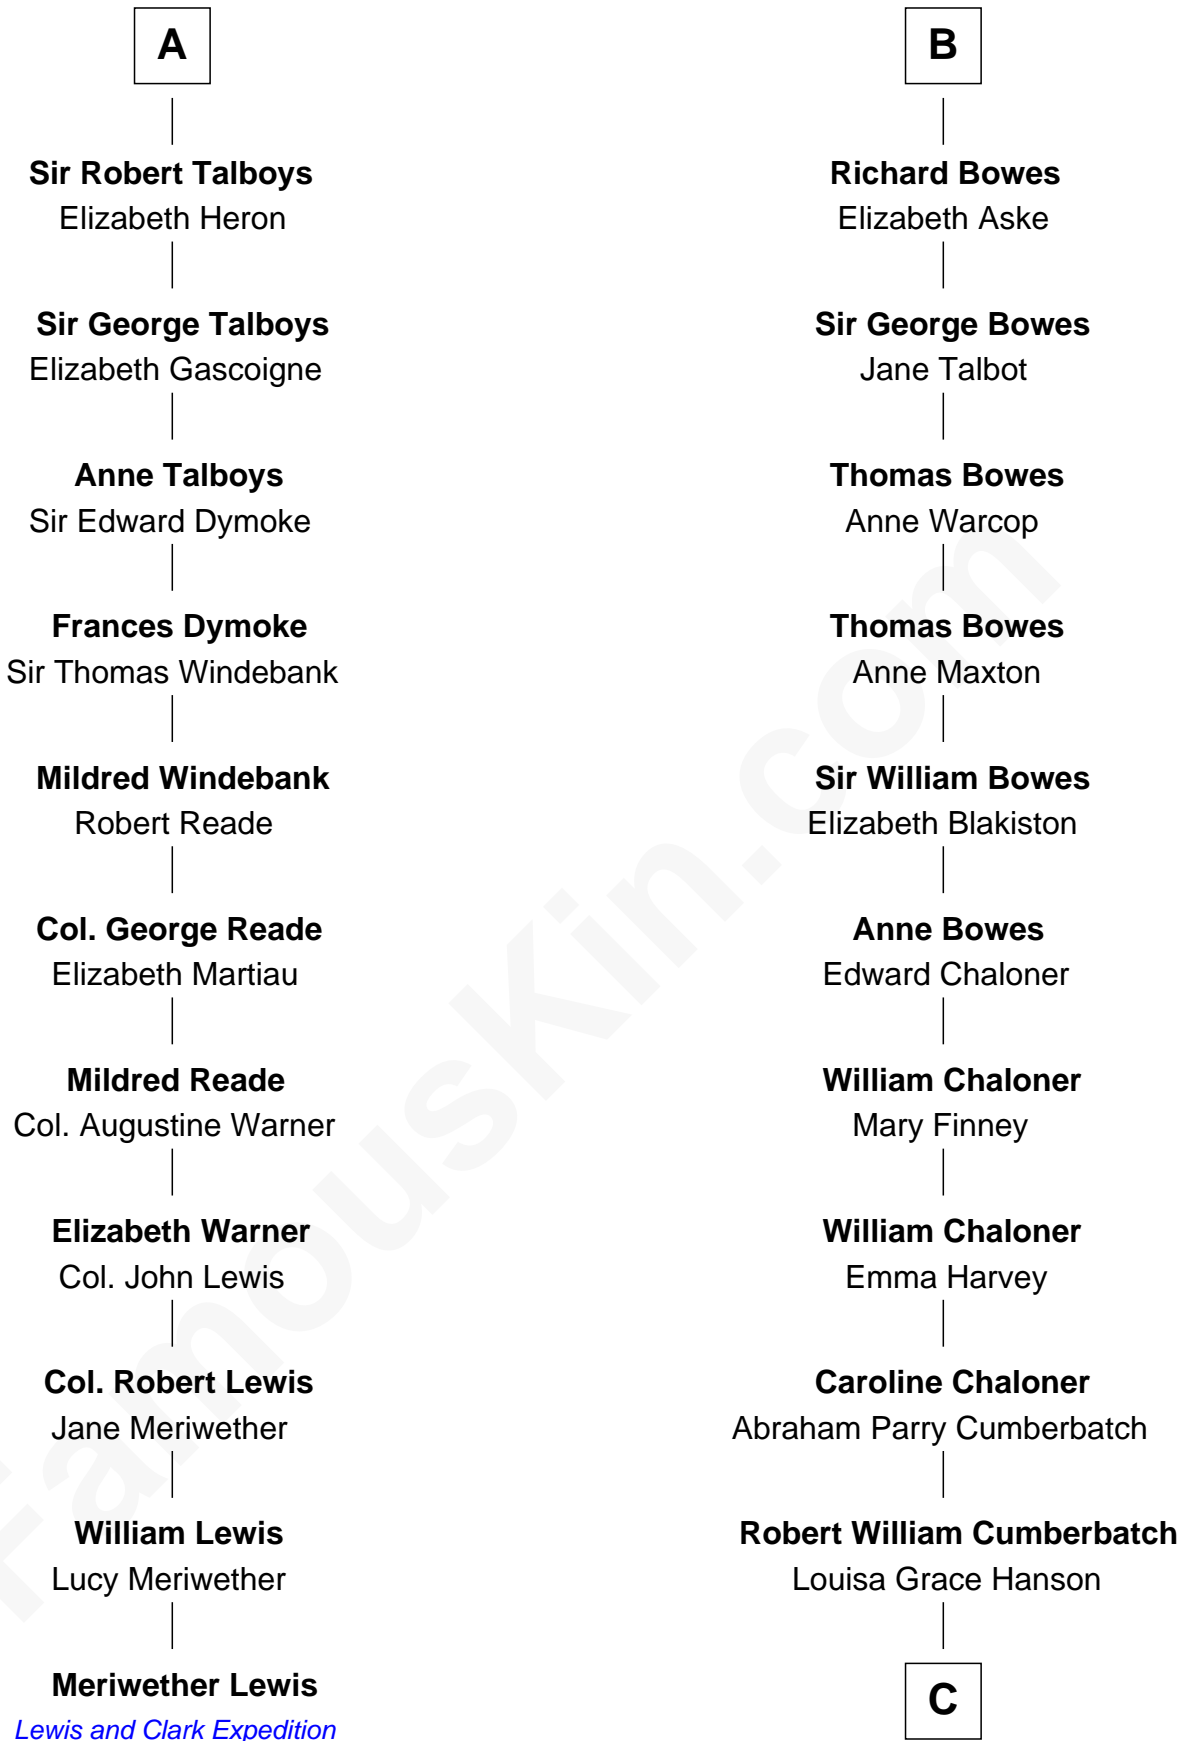 A
Sir Robert Talboys
Elizabeth Heron
Sir George Talboys
Elizabeth Gascoigne
Anne Talboys
Sir Edward Dymoke
Frances Dymoke
Sir Thomas Windebank
Mildred Windebank
Robert Reade
Col. George Reade
Elizabeth Martiau
Mildred Reade
Col. Augustine Warner
Elizabeth Warner
Col. John Lewis
Col. Robert Lewis
Jane Meriwether
William Lewis
Lucy Meriwether
Meriwether Lewis
Lewis and Clark Expedition
B
Richard Bowes
Elizabeth Aske
Sir George Bowes
Jane Talbot
Thomas Bowes
Anne Warcop
Thomas Bowes
Anne Maxton
Sir William Bowes
Elizabeth Blakiston
Anne Bowes
Edward Chaloner
William Chaloner
Mary Finney
William Chaloner
Emma Harvey
Caroline Chaloner
Abraham Parry Cumberbatch
Robert William Cumberbatch
Louisa Grace Hanson
C
FamousKin.com